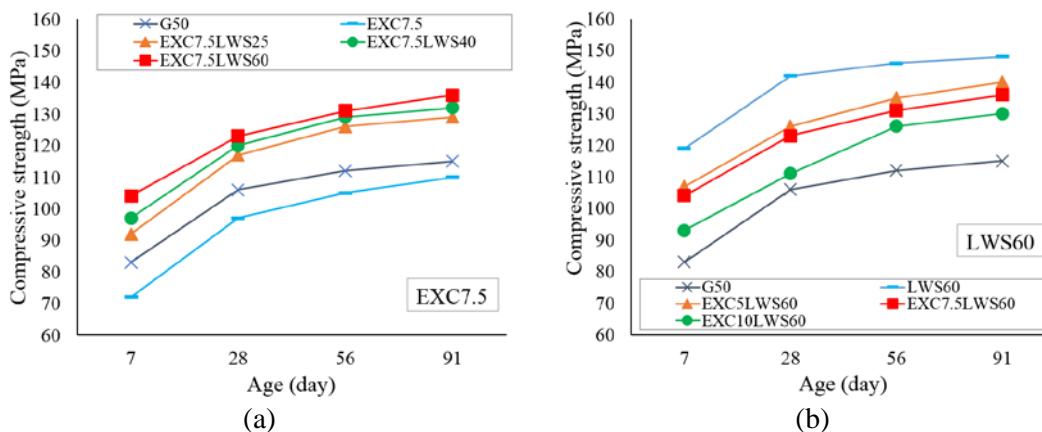 G50 EXC7.5
EXC7.5LWS25 EXC7.5LWS40
EXC7.5LWS60
Compressive strength (MPa)
160
150
140
130
120
110
100
90
80
70
60
EXC7.5
7 28 56 91
Age (day)
(a)
Compressive strength (MPa)
160
150
140
130
120
110
100
90
80
70
60
LWS60
G50 LWS60
EXC5LWS60 EXC7.5LWS60
EXC10LWS60
7 28 56 91
Age (day)
(b)